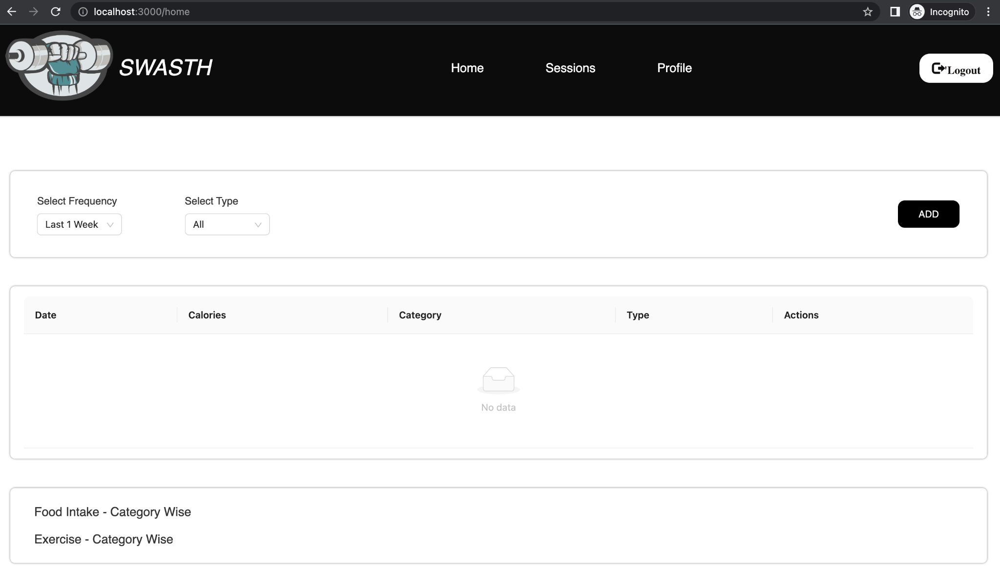 localhost:3000/home
Incognito
SWASTH
Home Sessions Profile
Logout
Select Frequency Select Type
Last 1 Week All
ADD
Date Calories Category Type Actions
No data
Food Intake - Category Wise
Exercise - Category Wise